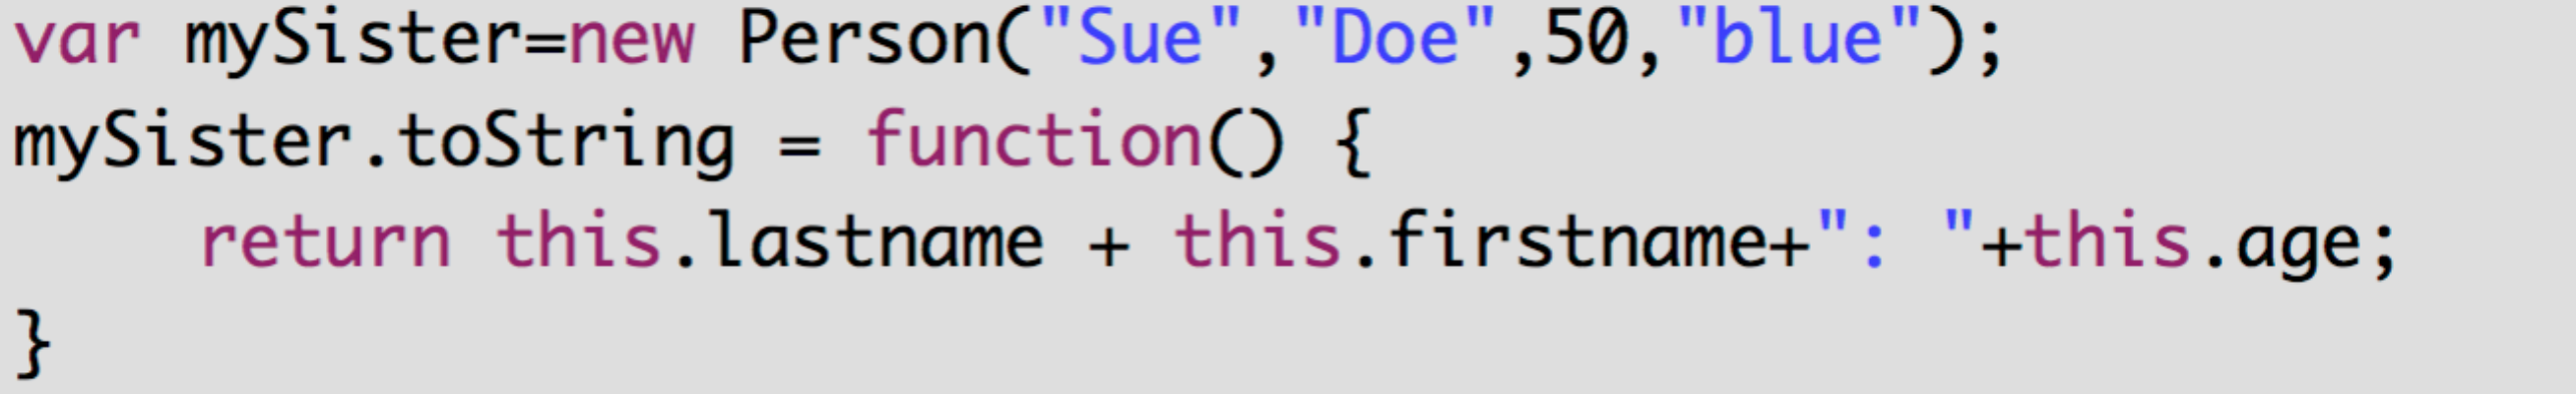 var mySister=new Person("Sue","Doe",50,"blue");
mySister.toString = function() {
    return this.lastname + this.firstname+": "+this.age;
}